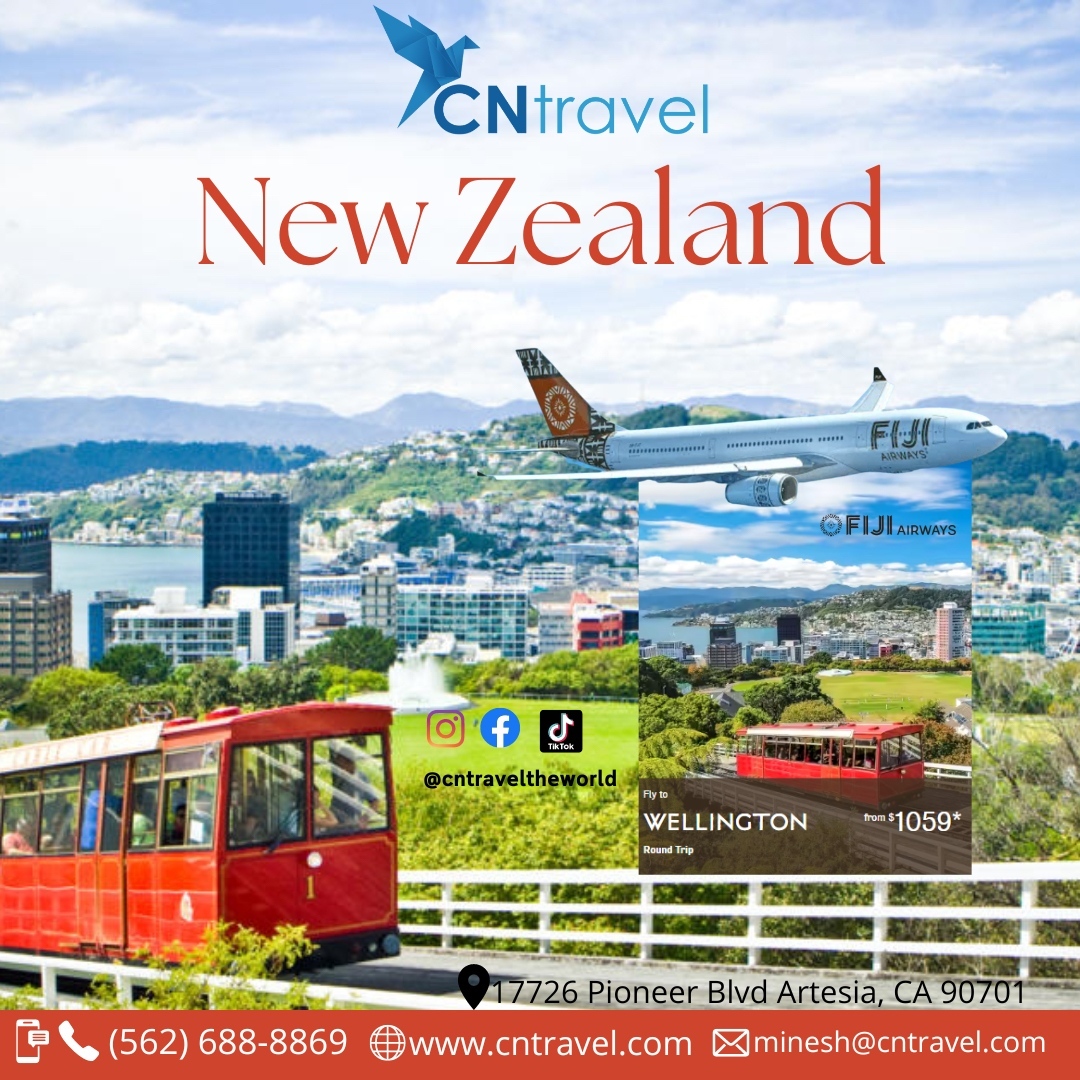 CNtravel
New Zealand
FIJI
AIRWAYS
FIJI AIRWAYS
Fly to
WELLINGTON from $1059*
Round Trip
TikTok
@cntraveltheworld
1
17726 Pioneer Blvd Artesia, CA 90701
(562) 688-8869 www.cntravel.com minesh@cntravel.com